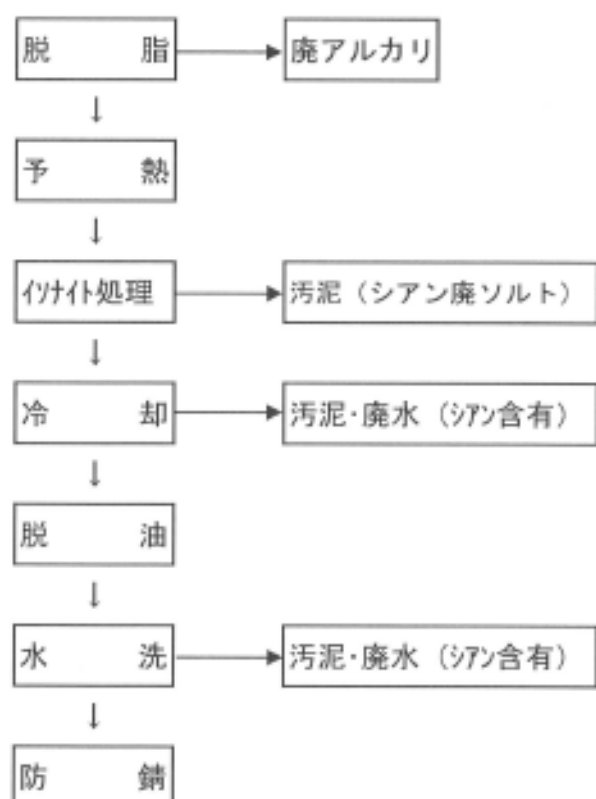 脱　　脂 → 廃アルカリ
↓
予　　熱
↓
ｲｿﾅｲﾄ処理 → 汚泥（シアン廃ソルト）
↓
冷　　却 → 汚泥･廃水（ｼｱﾝ含有）
↓
脱　　油
↓
水　　洗 → 汚泥･廃水（ｼｱﾝ含有）
↓
防　　錆